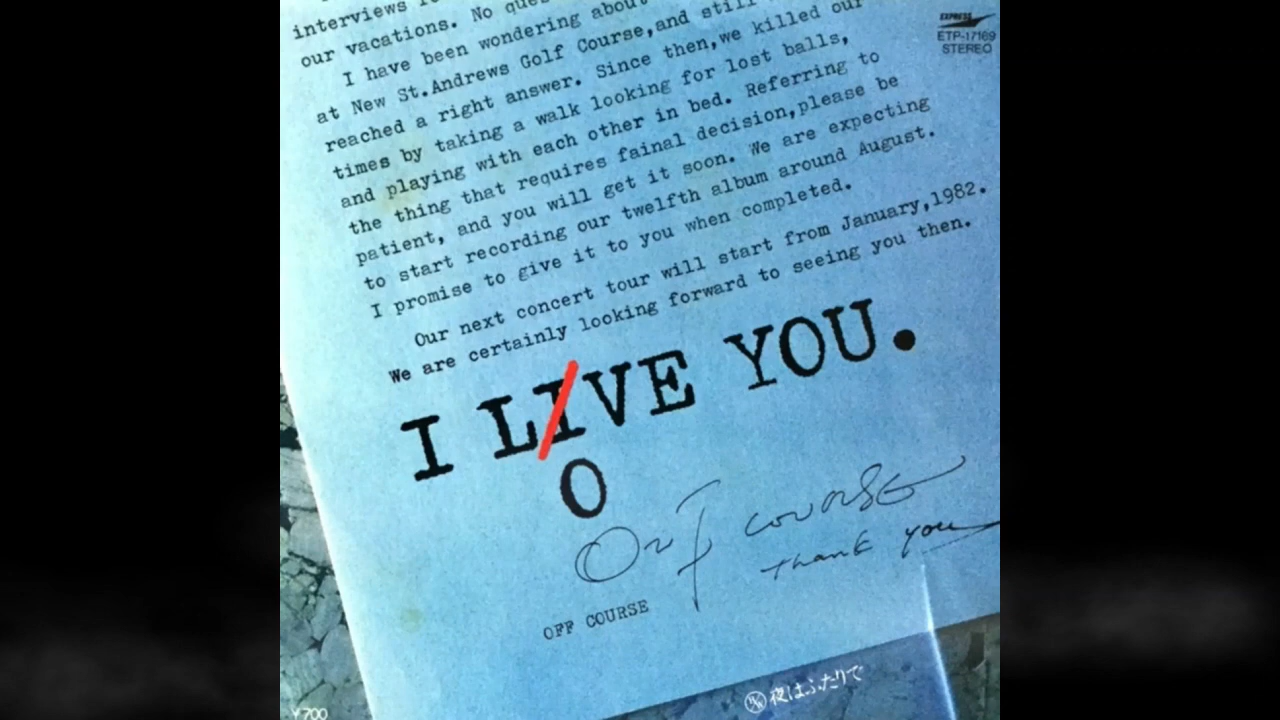 interviews
our vacations. No
I have been wondering about
at New St.Andrews Golf Course,and still
reached a right answer. Since then,we killed our
times by taking a walk looking for lost balls,
and playing with each other in bed. Referring to
the thing that requires fainal decision,please be
patient, and you will get it soon. We are expecting
to start recording our twelfth album around August.
I promise to give it to you when completed.
Our next concert tour will start from January,1982.
We are certainly looking forward to seeing you then.
I LIVE YOU.
O
Off course
Thank you
OFF COURSE
EXPRESS
ETP-17169
STEREO
B/W 夜はふたりで
¥700